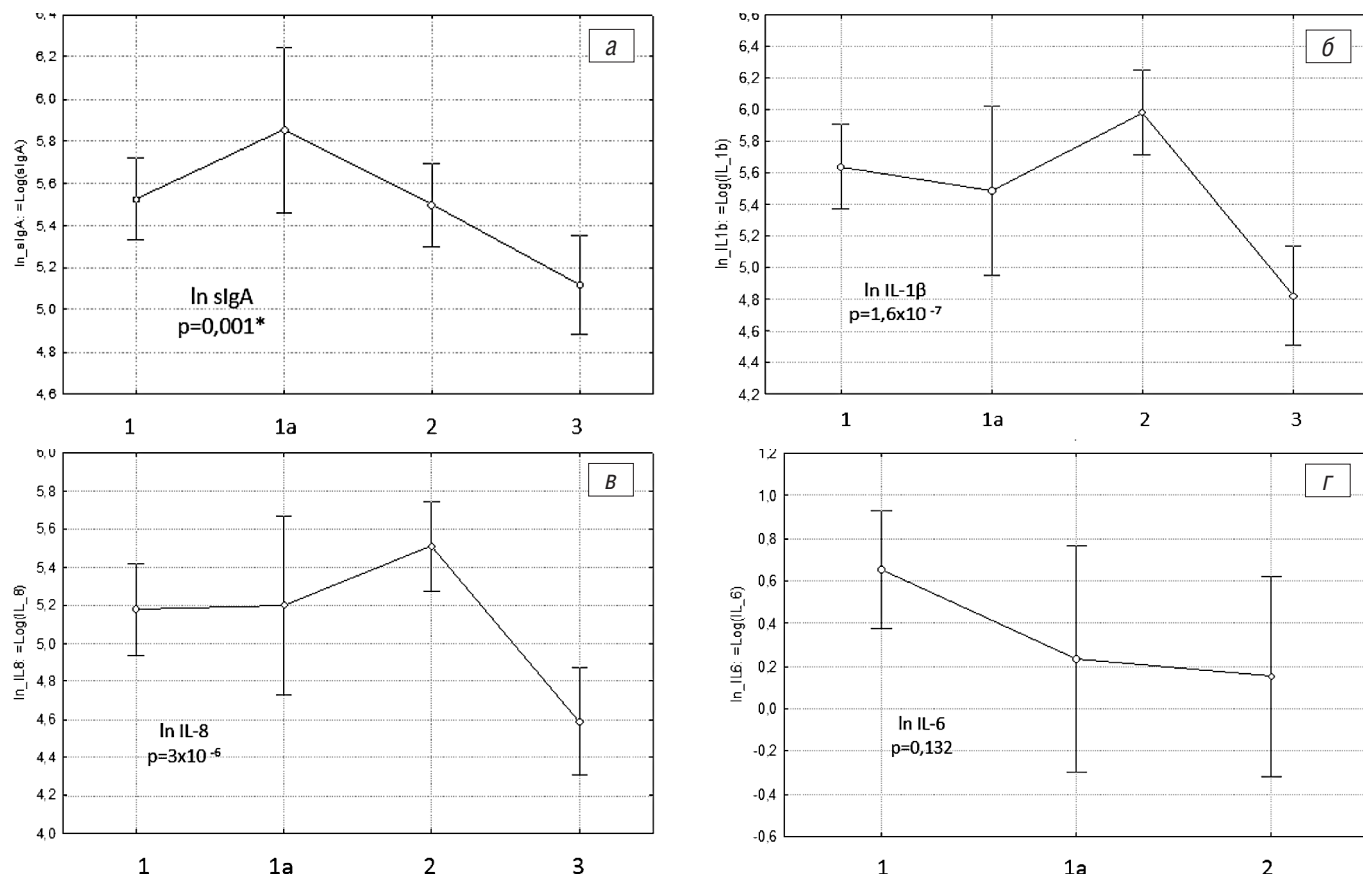 6,4
6,2
6,0
5,8
5,6
5,4
5,2
5,0
4,8
4,6
ln_sIgA: =Log(sIgA)
а
ln sIgA
p=0,001*
1 1a 2 3
6,6
6,4
6,2
6,0
5,8
5,6
5,4
5,2
5,0
4,8
4,6
4,4
4,2
ln_IL1b: =Log(IL_1b)
б
ln IL-1β
p=1,6x10 -7
1 1a 2 3
6,0
5,8
5,6
5,4
5,2
5,0
4,8
4,6
4,4
4,2
4,0
ln_IL8: =Log(IL_8)
в
ln IL-8
p=3x10 -6
1 1a 2 3
1,2
1,0
0,8
0,6
0,4
0,2
0,0
-0,2
-0,4
-0,6
ln_IL6: =Log(IL_6)
г
ln IL-6
p=0,132
1 1a 2